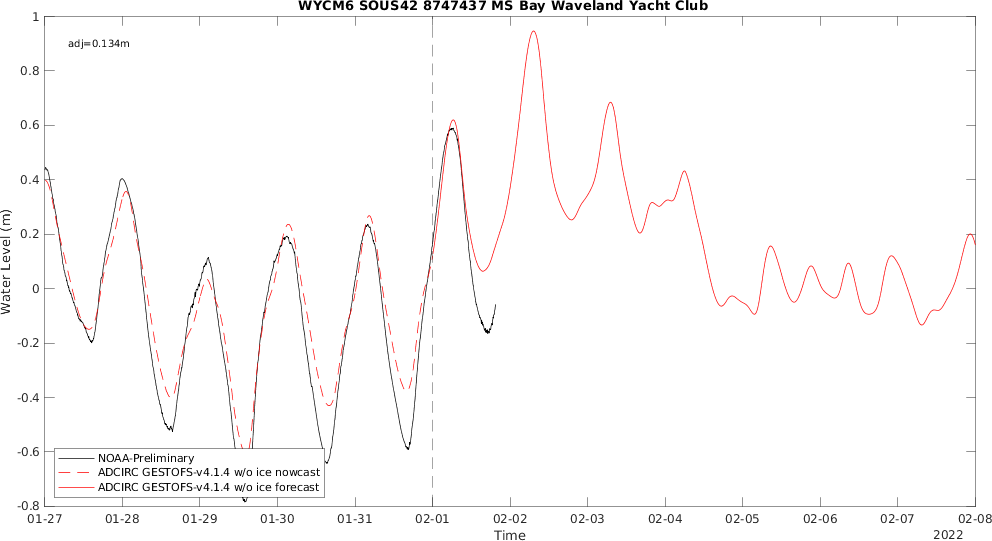 WYCM6 SOUS42 8747437 MS Bay Waveland Yacht Club
adj=0.134m
Water Level (m)
1
0.8
0.6
0.4
0.2
0
-0.2
-0.4
-0.6
-0.8
NOAA-Preliminary
ADCIRC GESTOFS-v4.1.4 w/o ice nowcast
ADCIRC GESTOFS-v4.1.4 w/o ice forecast
01-27 01-28 01-29 01-30 01-31 02-01 02-02 02-03 02-04 02-05 02-06 02-07 02-08
Time
2022